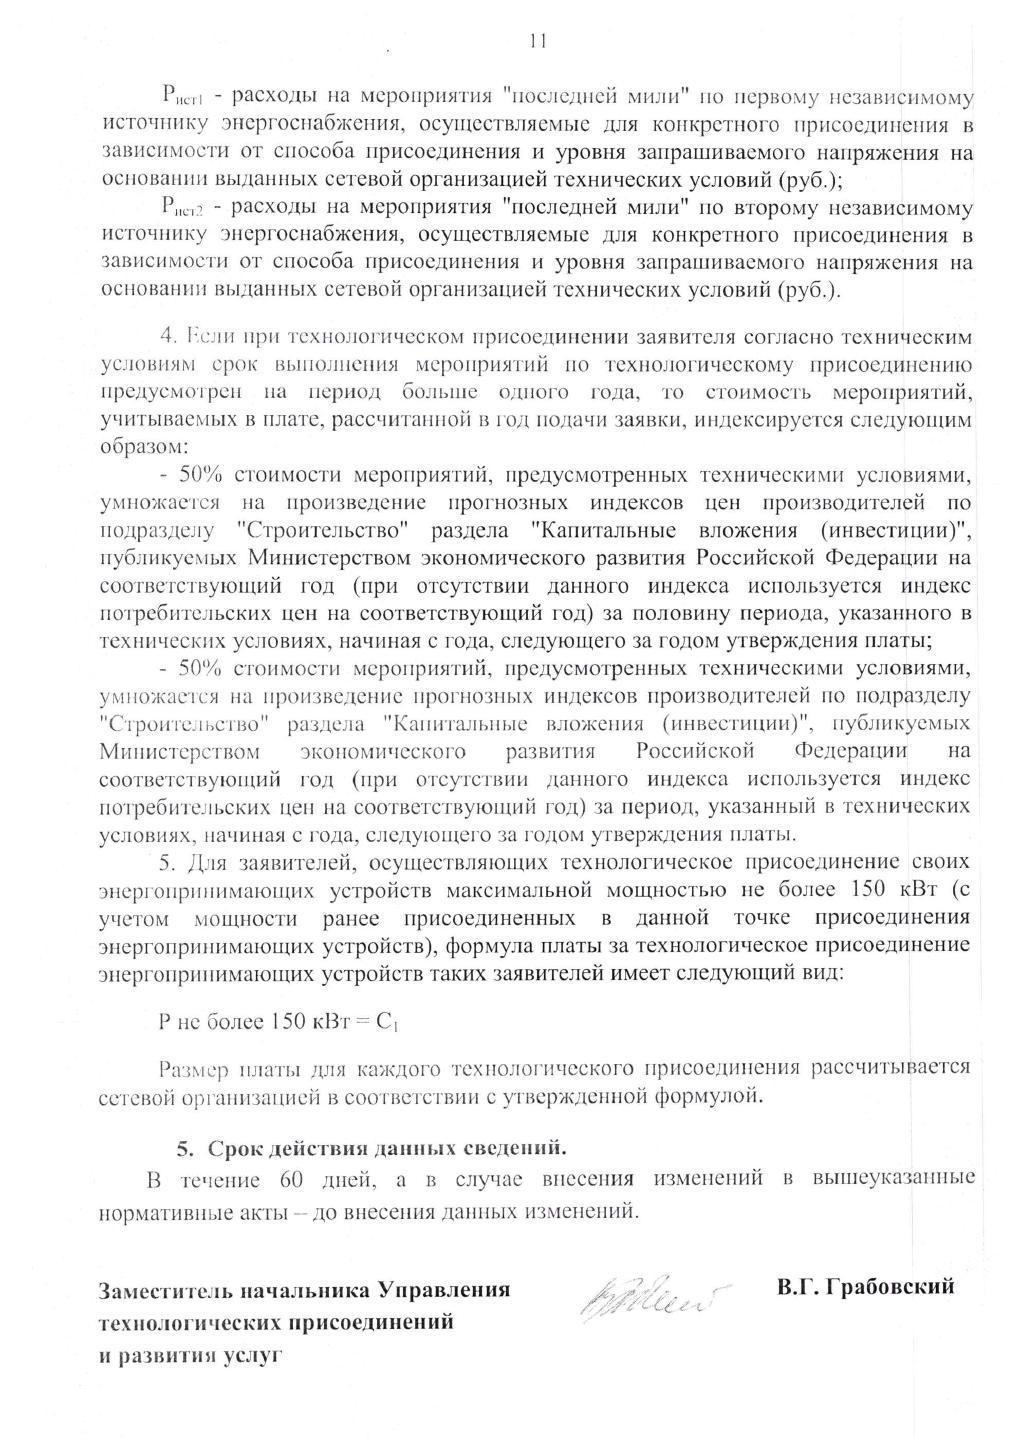 11
Рист1 - расходы на мероприятия "последней мили" по первому независимому
источнику энергоснабжения, осуществляемые для конкретного присоединения в
зависимости от способа присоединения и уровня запрашиваемого напряжения на
основании выданных сетевой организацией технических условий (руб.);
Рист2 - расходы на мероприятия "последней мили" по второму независимому
источнику энергоснабжения, осуществляемые для конкретного присоединения в
зависимости от способа присоединения и уровня запрашиваемого напряжения на
основании выданных сетевой организацией технических условий (руб.).
4. Если при технологическом присоединении заявителя согласно техническим
условиям срок выполнения мероприятий по технологическому присоединению
предусмотрен на период больше одного года, то стоимость мероприятий,
учитываемых в плате, рассчитанной в год подачи заявки, индексируется следующим
образом:
- 50% стоимости мероприятий, предусмотренных техническими условиями,
умножается на произведение прогнозных индексов цен производителей по
подразделу "Строительство" раздела "Капитальные вложения (инвестиции)",
публикуемых Министерством экономического развития Российской Федерации на
соответствующий год (при отсутствии данного индекса используется индекс
потребительских цен на соответствующий год) за половину периода, указанного в
технических условиях, начиная с года, следующего за годом утверждения платы;
- 50% стоимости мероприятий, предусмотренных техническими условиями,
умножается на произведение прогнозных индексов производителей по подразделу
"Строительство" раздела "Капитальные вложения (инвестиции)", публикуемых
Министерством экономического развития Российской Федерации на
соответствующий год (при отсутствии данного индекса используется индекс
потребительских цен на соответствующий год) за период, указанный в технических
условиях, начиная с года, следующего за годом утверждения платы.
5. Для заявителей, осуществляющих технологическое присоединение своих
энергопринимающих устройств максимальной мощностью не более 150 кВт (с
учетом мощности ранее присоединенных в данной точке присоединения
энергопринимающих устройств), формула платы за технологическое присоединение
энергопринимающих устройств таких заявителей имеет следующий вид:
Р не более 150 кВт = С1
Размер платы для каждого технологического присоединения рассчитывается
сетевой организацией в соответствии с утвержденной формулой.
5. Срок действия данных сведений.
В течение 60 дней, а в случае внесения изменений в вышеуказанные
нормативные акты – до внесения данных изменений.
Заместитель начальника Управления В.Г. Грабовский
технологических присоединений
и развития услуг